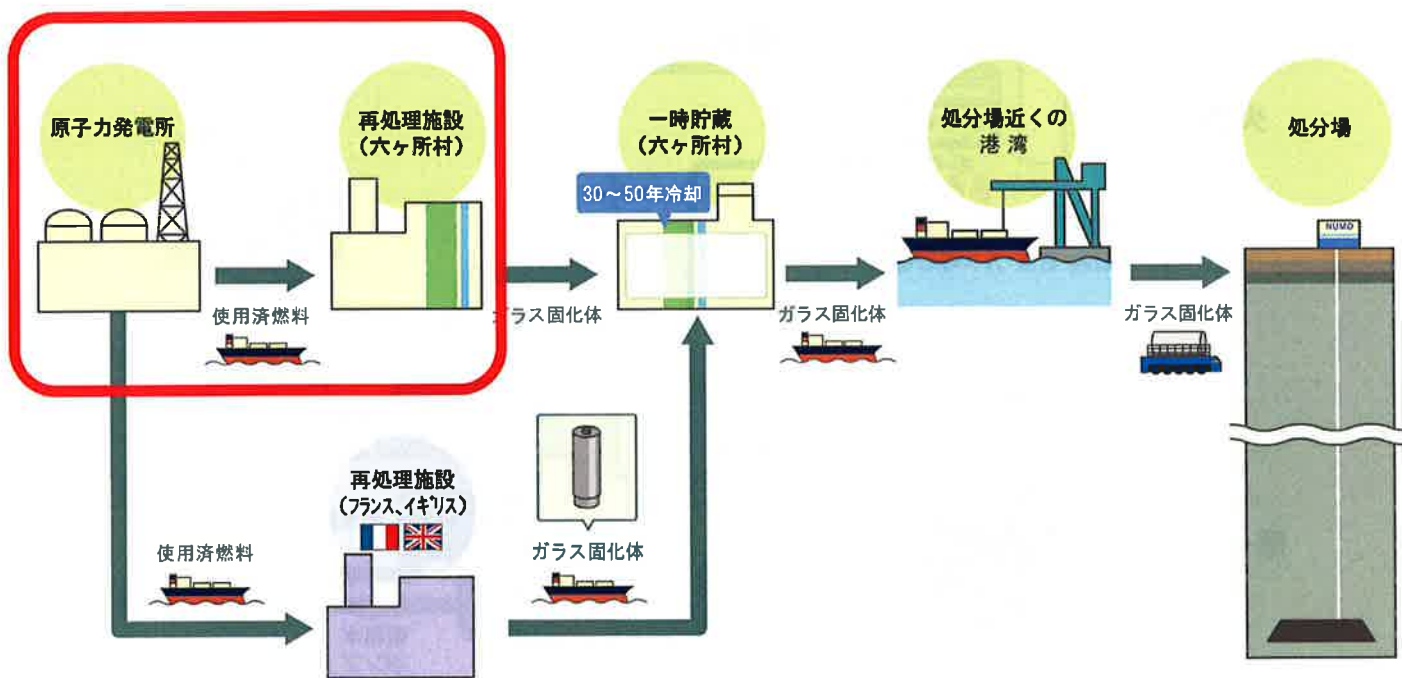 原子力発電所
再処理施設
(六ヶ所村)
一時貯蔵
(六ヶ所村)
処分場近くの
港湾
処分場
30～50年冷却
NUMO
使用済燃料
ガラス固化体
ガラス固化体
ガラス固化体
再処理施設
(フランス、イギリス)
使用済燃料
ガラス固化体